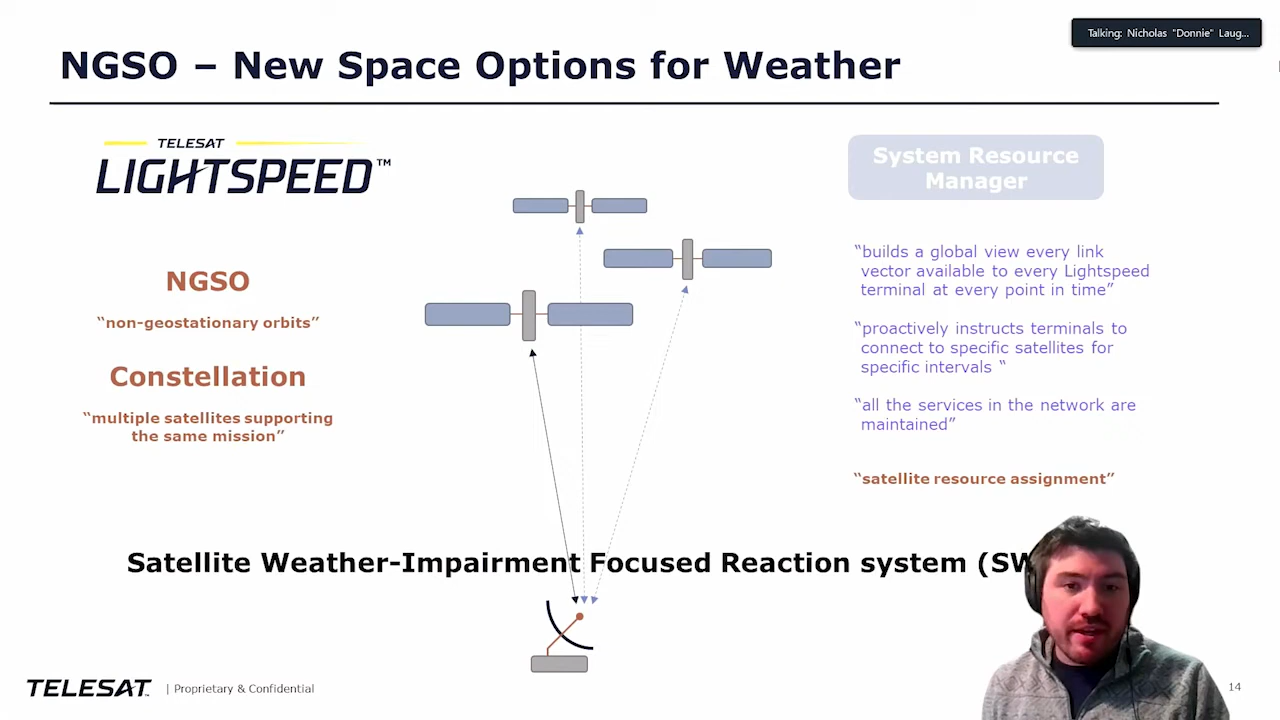 Talking: Nicholas "Donnie" Laug...
NGSO – New Space Options for Weather
TELESAT
LIGHTSPEED™
System Resource
Manager
NGSO
“non-geostationary orbits”
Constellation
“multiple satellites supporting
the same mission”
“builds a global view every link
vector available to every Lightspeed
terminal at every point in time”
“proactively instructs terminals to
connect to specific satellites for
specific intervals “
“all the services in the network are
maintained”
“satellite resource assignment”
Satellite Weather-Impairment Focused Reaction system (SW
TELESAT™ | Proprietary & Confidential
14